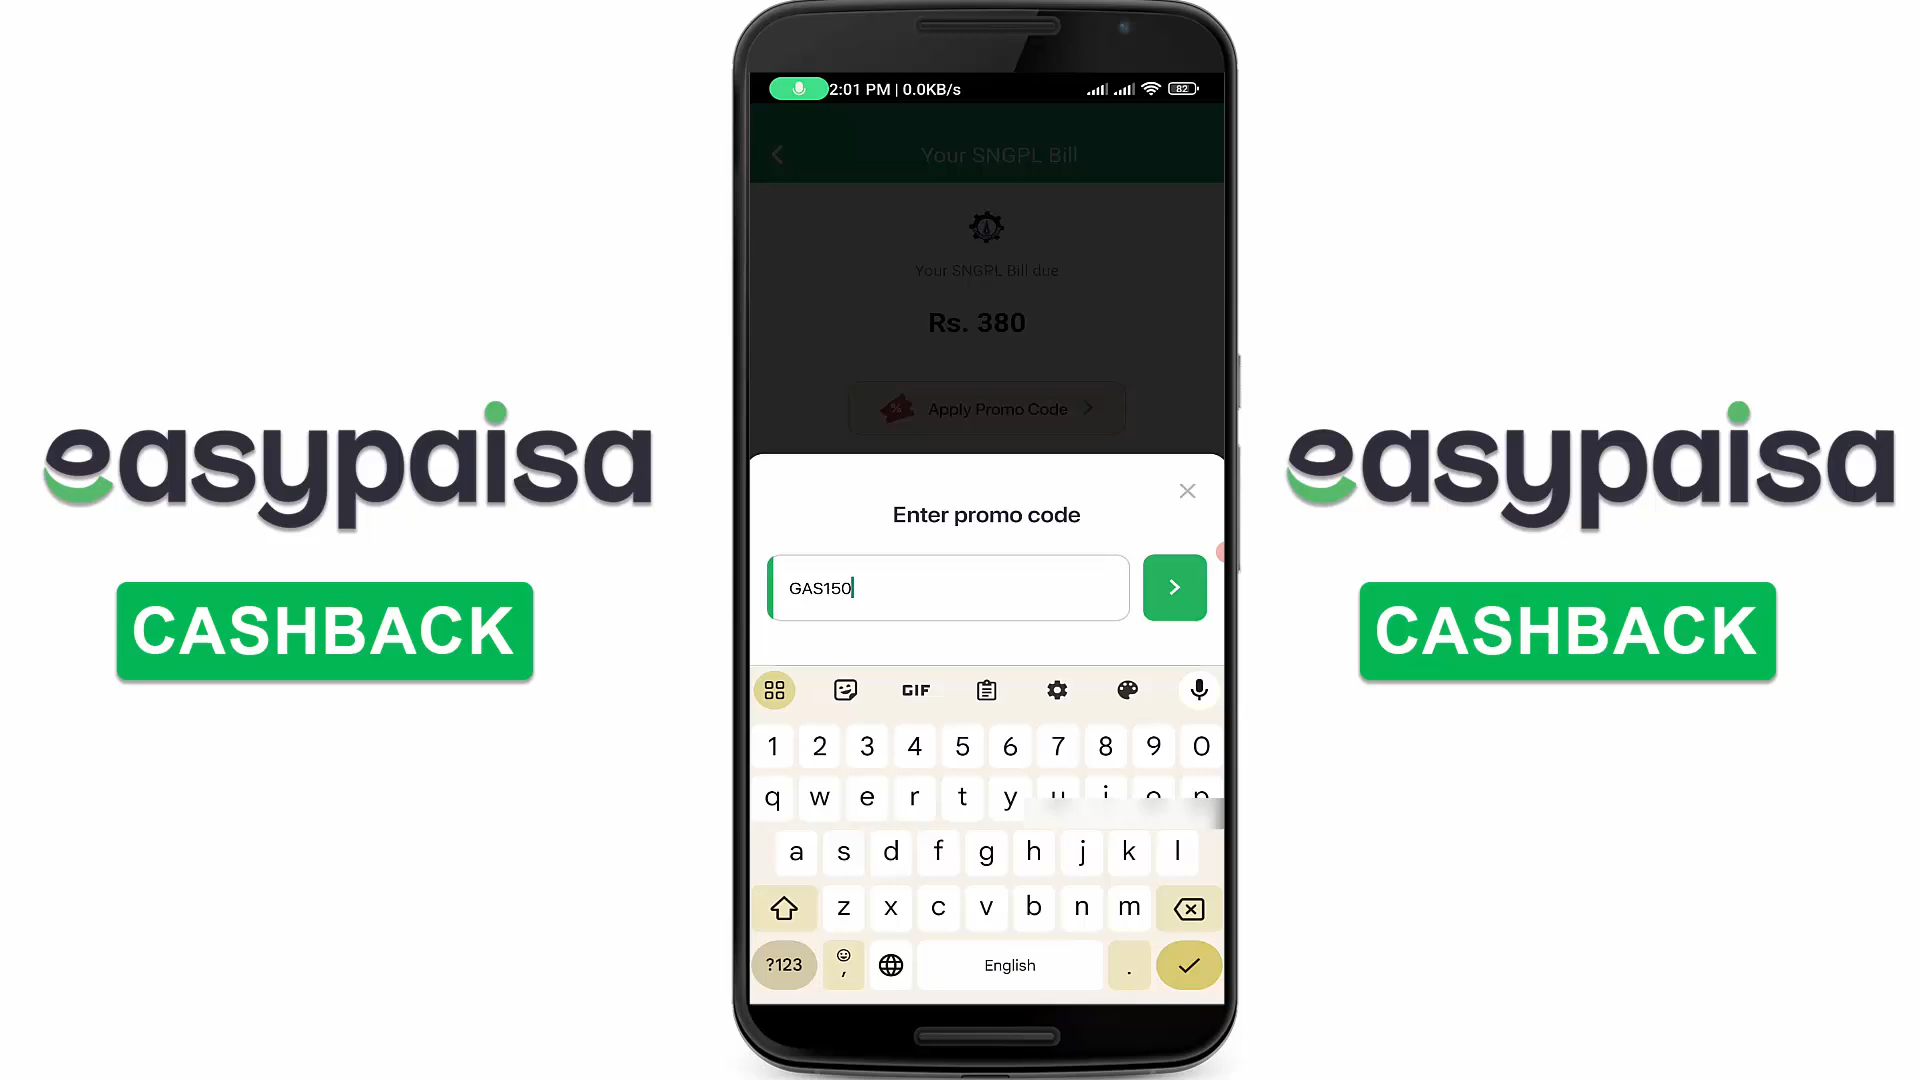 2:01 PM | 0.0KB/s
82
Your SNGPL Bill
Your SNGPL Bill due
Rs. 380
Apply Promo Code
easypaisa
CASHBACK
easypaisa
CASHBACK
Enter promo code
GAS150
GIF
1 2 3 4 5 6 7 8 9 0
q w e r t y u i o p
a s d f g h j k l
z x c v b n m
?123 , English .